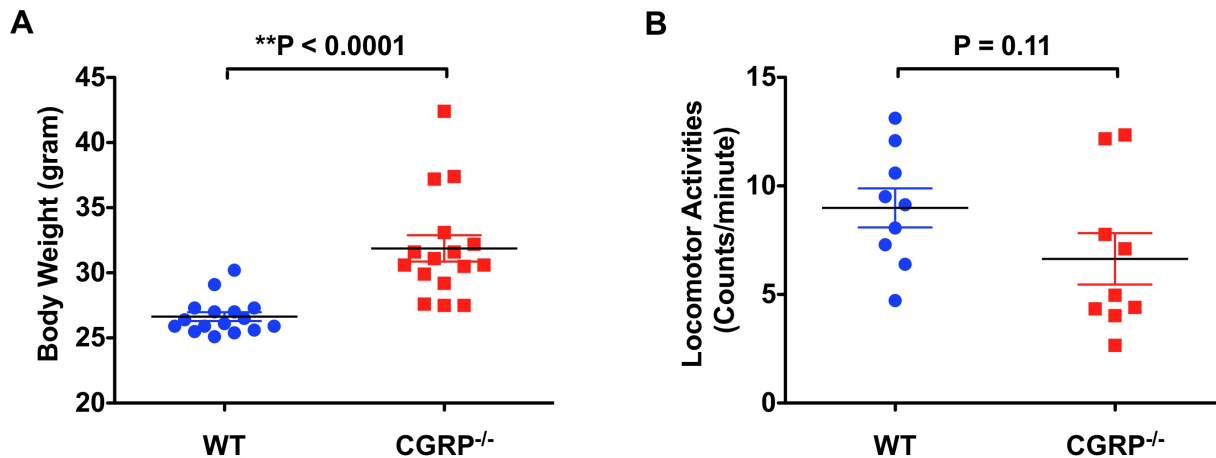 A
**P < 0.0001
Body Weight (gram)
45
40
35
30
25
20
WT
CGRP-/-
B
P = 0.11
Locomotor Activities
(Counts/minute)
15
10
5
0
WT
CGRP-/-